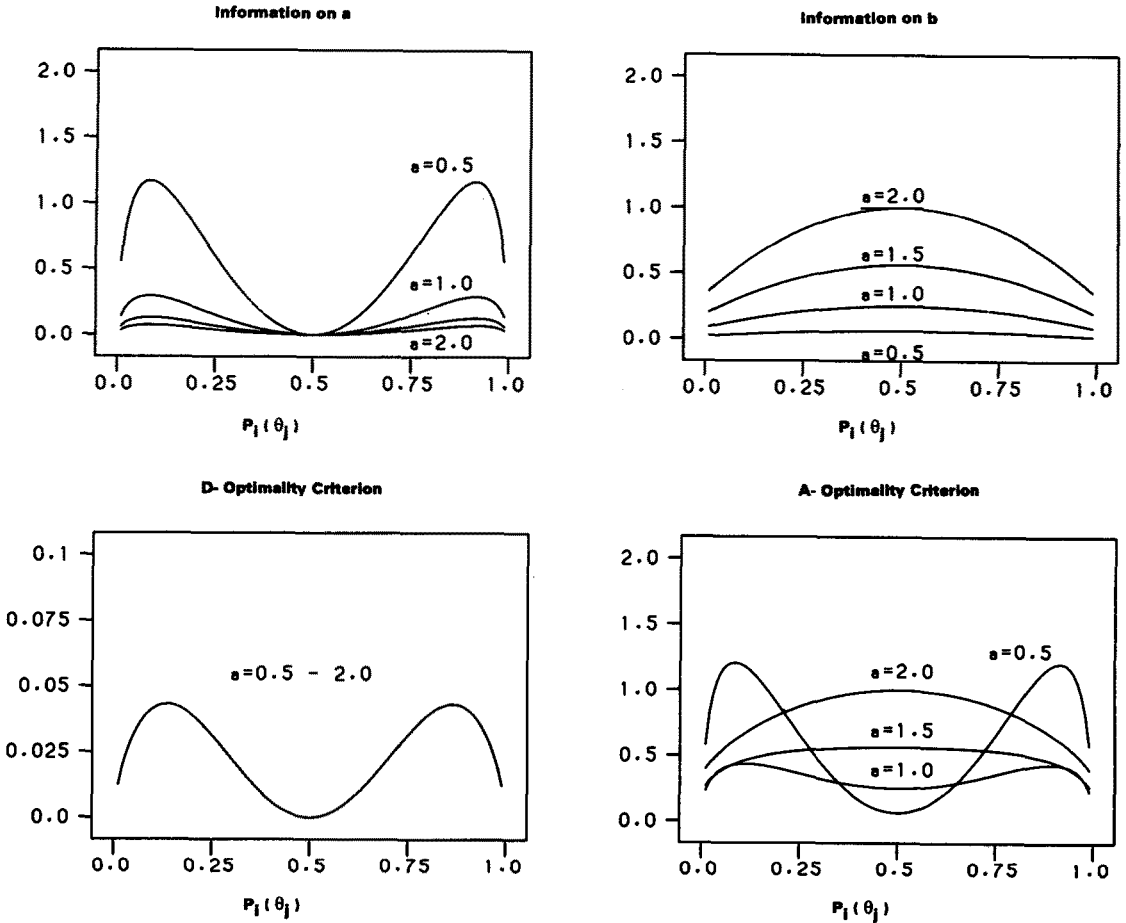 Information on a
2.0
1.5
1.0
0.5
0.0
a=0.5
a=1.0
a=2.0
0.0 0.25 0.5 0.75 1.0
Pi(θj)
Information on b
2.0
1.5
1.0
0.5
0.0
a=2.0
a=1.5
a=1.0
a=0.5
0.0 0.25 0.5 0.75 1.0
Pi(θj)
D- Optimality Criterion
0.1
0.075
0.05
0.025
0.0
a=0.5 - 2.0
0.0 0.25 0.5 0.75 1.0
Pi(θj)
A- Optimality Criterion
2.0
1.5
1.0
0.5
0.0
a=0.5
a=2.0
a=1.5
a=1.0
0.0 0.25 0.5 0.75 1.0
Pi(θj)